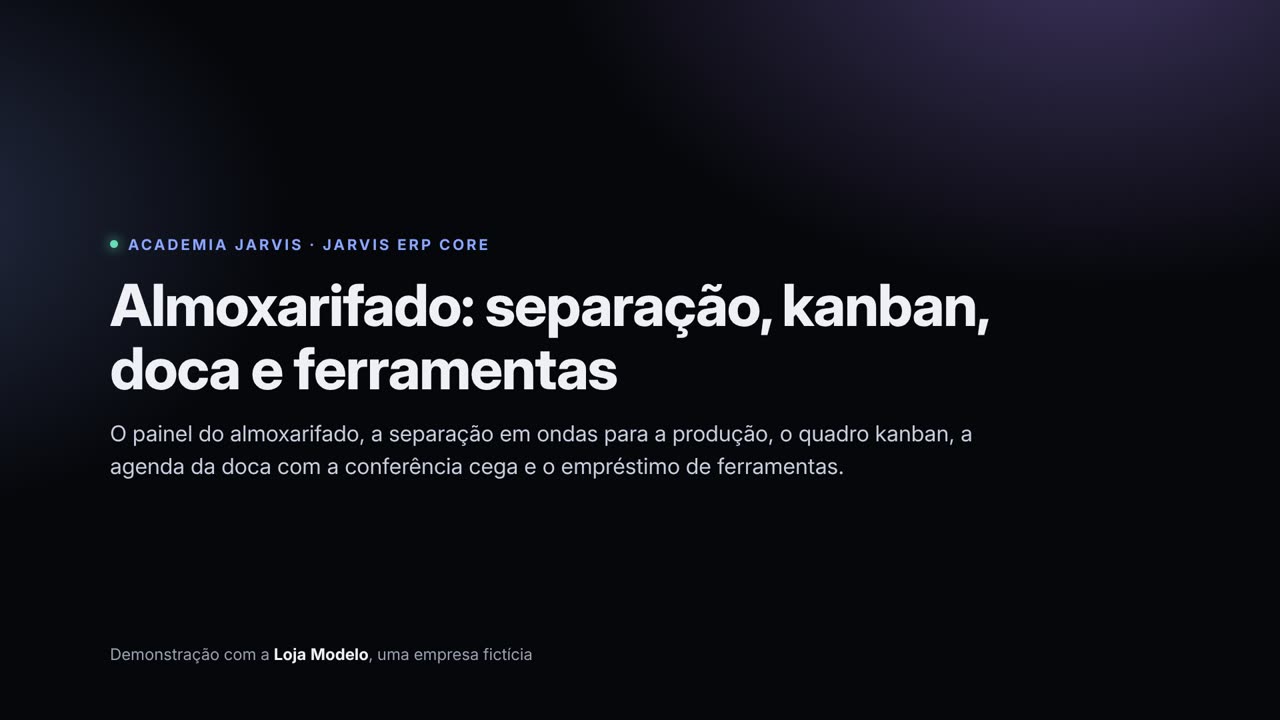 ACADEMIA JARVIS · JARVIS ERP CORE
Almoxarifado: separação, kanban,
doca e ferramentas
O painel do almoxarifado, a separação em ondas para a produção, o quadro kanban, a
agenda da doca com a conferência cega e o empréstimo de ferramentas.
Demonstração com a Loja Modelo, uma empresa fictícia